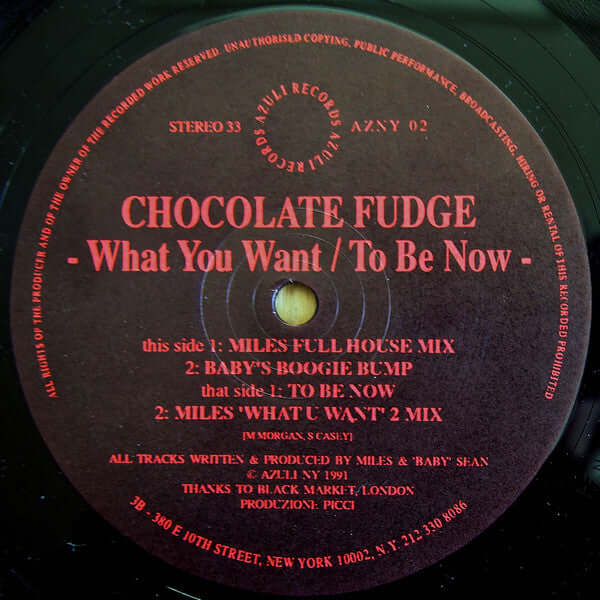 ALL RIGHTS OF THE PRODUCER AND OF THE OWNER OF THE RECORDED WORK RESERVED. UNAUTHORISED COPYING, PUBLIC PERFORMANCE, BROADCASTING, HIRING OR RENTAL OF THIS RECORDED PROHIBITED
AZULI RECORDS AZULI RECORDS
STEREO 33 AZNY 02
CHOCOLATE FUDGE
- What You Want / To Be Now -
this side 1: MILES FULL HOUSE MIX
2: BABY'S BOOGIE BUMP
that side 1: TO BE NOW
2: MILES 'WHAT U WANT' 2 MIX
[M MORGAN, S CASEY]
ALL TRACKS WRITTEN & PRODUCED BY MILES & 'BABY' SEAN
© AZULI NY 1991
THANKS TO BLACK MARKET/LONDON
PRODUZIONI: PICCI
3B - 380 E 10TH STREET, NEW YORK 10002, N.Y. 212 330 8086